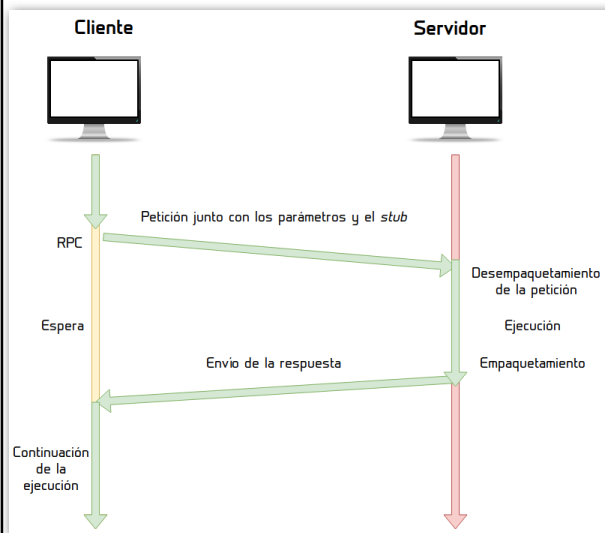 Cliente
Servidor
Petición junto con los parámetros y el stub
RPC
Desempaquetamiento
de la petición
Espera
Ejecución
Envío de la respuesta
Empaquetamiento
Continuación
de la
ejecución